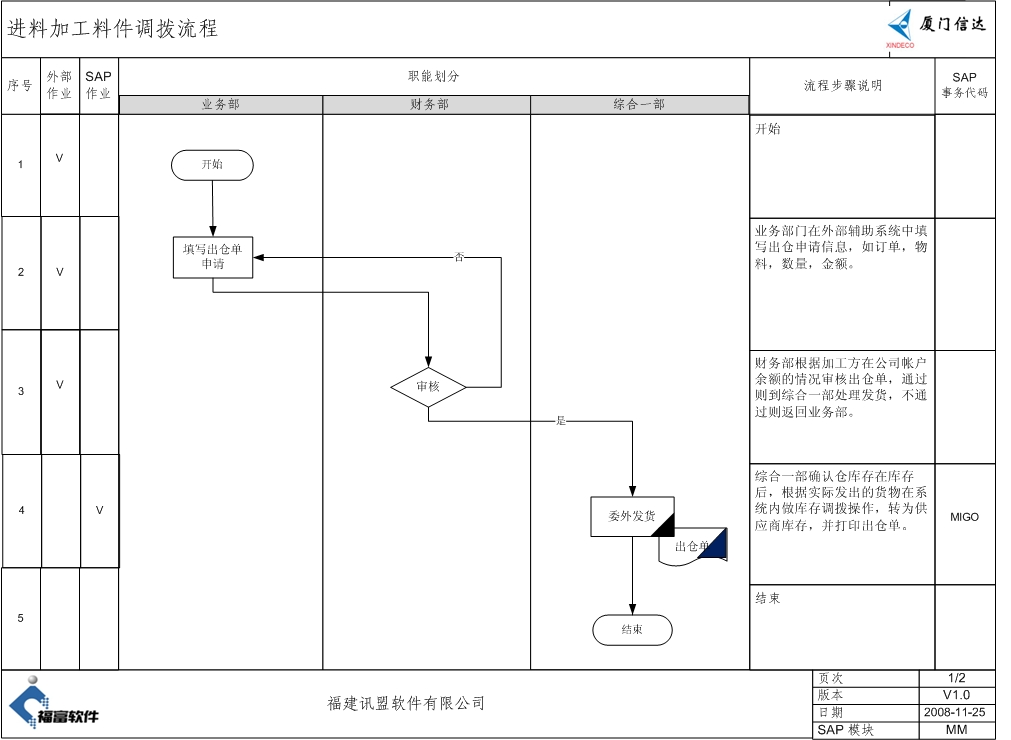 进料加工料件调拨流程
厦门信达
XINDECO
序号
外部
作业
SAP
作业
职能划分
业务部
财务部
综合一部
流程步骤说明
SAP
事务代码
1
V
开始
开始
2
V
填写出仓单
申请
否
业务部门在外部辅助系统中填
写出仓申请信息，如订单，物
料，数量，金额。
3
V
审核
是
财务部根据加工方在公司帐户
余额的情况审核出仓单，通过
则到综合一部处理发货，不通
过则返回业务部。
4
V
委外发货
出仓单
综合一部确认仓库存在库存
后，根据实际发出的货物在系
统内做库存调拨操作，转为供
应商库存，并打印出仓单。
MIGO
5
结束
结束
福富软件
福建讯盟软件有限公司
页次 1/2
版本 V1.0
日期 2008-11-25
SAP 模块 MM